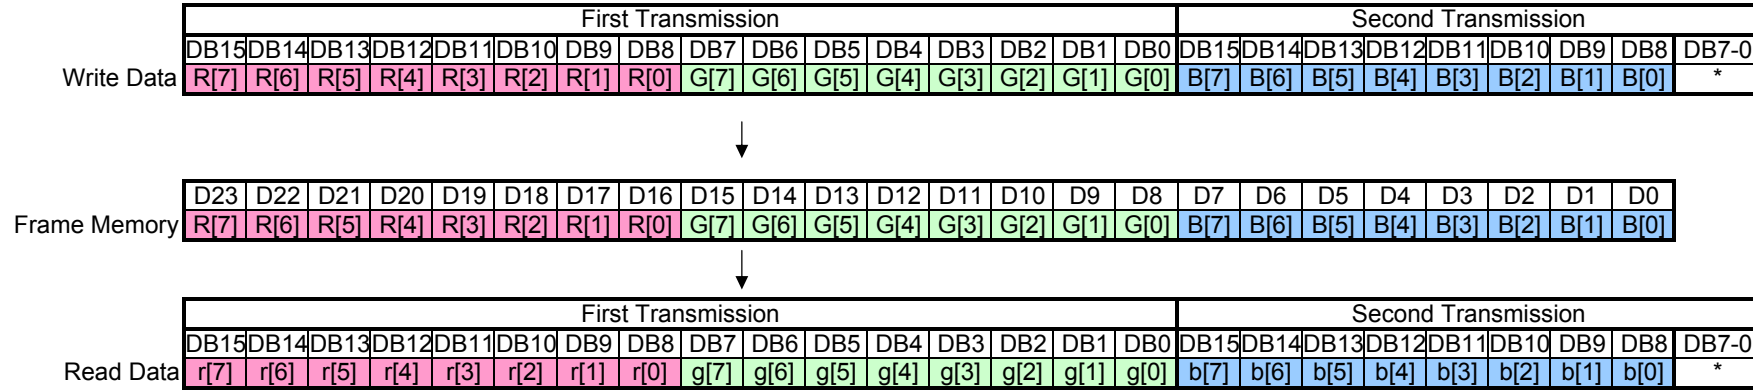 First Transmission Second Transmission
DB15 DB14 DB13 DB12 DB11 DB10 DB9 DB8 DB7 DB6 DB5 DB4 DB3 DB2 DB1 DB0 DB15 DB14 DB13 DB12 DB11 DB10 DB9 DB8 DB7-0
Write Data R[7] R[6] R[5] R[4] R[3] R[2] R[1] R[0] G[7] G[6] G[5] G[4] G[3] G[2] G[1] G[0] B[7] B[6] B[5] B[4] B[3] B[2] B[1] B[0] *
D23 D22 D21 D20 D19 D18 D17 D16 D15 D14 D13 D12 D11 D10 D9 D8 D7 D6 D5 D4 D3 D2 D1 D0
Frame Memory R[7] R[6] R[5] R[4] R[3] R[2] R[1] R[0] G[7] G[6] G[5] G[4] G[3] G[2] G[1] G[0] B[7] B[6] B[5] B[4] B[3] B[2] B[1] B[0]
First Transmission Second Transmission
DB15 DB14 DB13 DB12 DB11 DB10 DB9 DB8 DB7 DB6 DB5 DB4 DB3 DB2 DB1 DB0 DB15 DB14 DB13 DB12 DB11 DB10 DB9 DB8 DB7-0
Read Data r[7] r[6] r[5] r[4] r[3] r[2] r[1] r[0] g[7] g[6] g[5] g[4] g[3] g[2] g[1] g[0] b[7] b[6] b[5] b[4] b[3] b[2] b[1] b[0] *